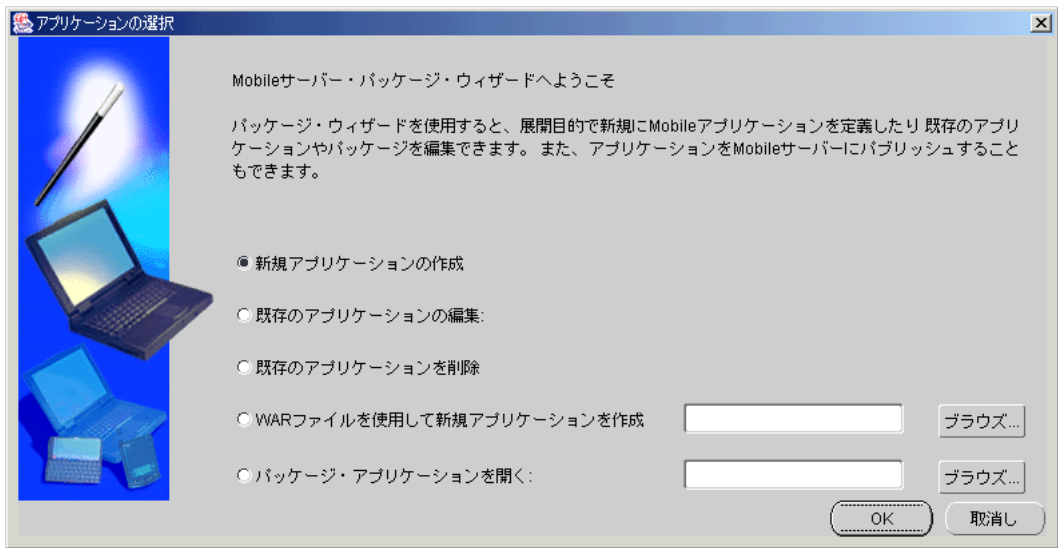 アプリケーションの選択
Mobileサーバー・パッケージ・ウィザードへようこそ
パッケージ・ウィザードを使用すると、展開目的で新規にMobileアプリケーションを定義したり 既存のアプリ
ケーションやパッケージを編集できます。 また、アプリケーションをMobileサーバーにパブリッシュすること
もできます。
新規アプリケーションの作成
既存のアプリケーションの編集:
既存のアプリケーションを削除
WARファイルを使用して新規アプリケーションを作成
ブラウズ...
パッケージ・アプリケーションを開く:
ブラウズ...
OK
取消し